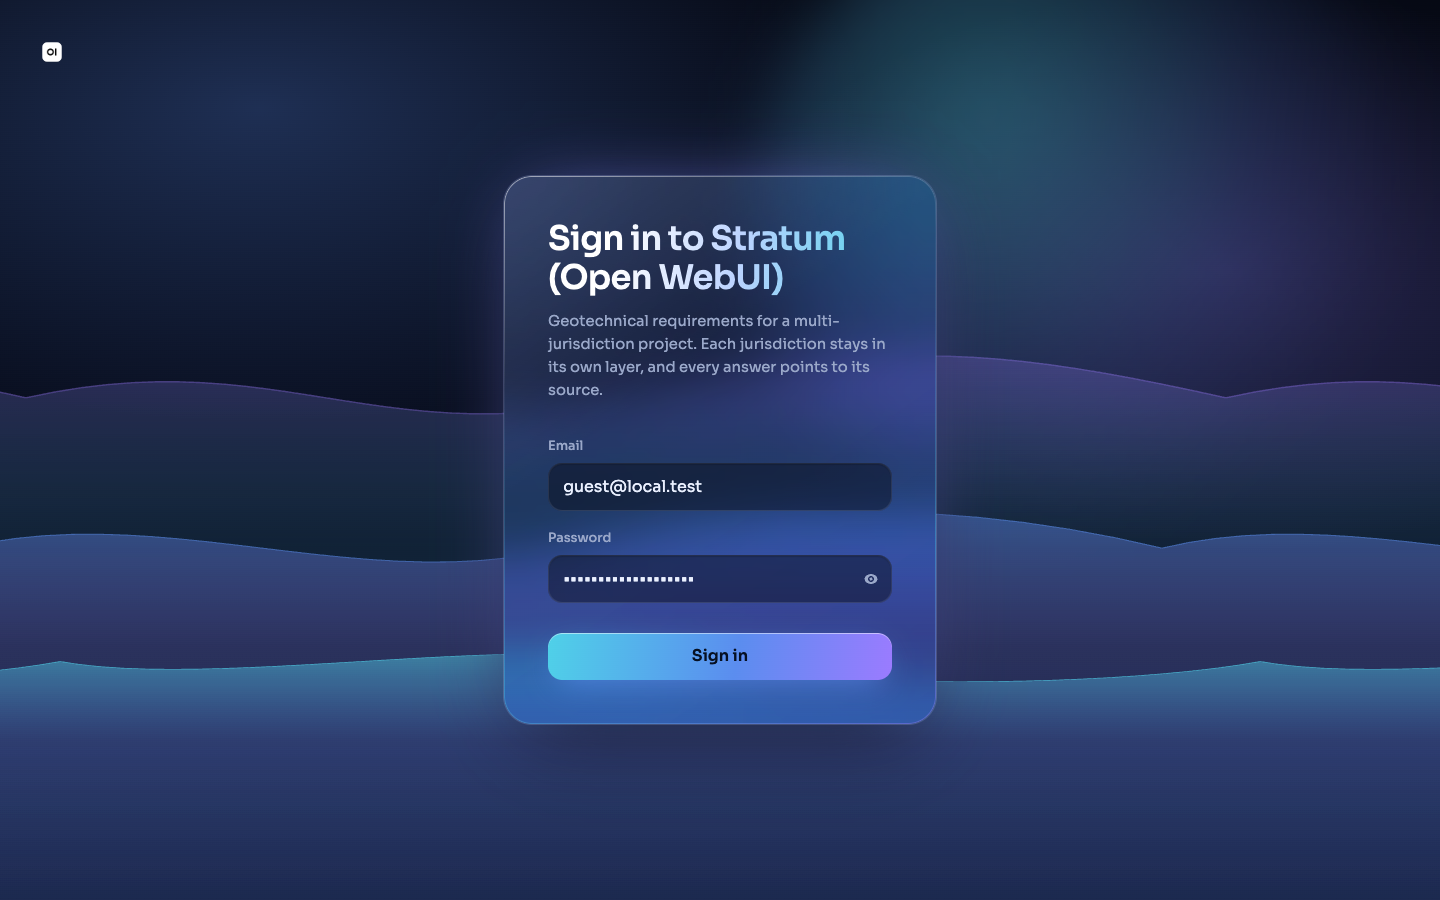 OI
Sign in to Stratum
(Open WebUI)
Geotechnical requirements for a multi-
jurisdiction project. Each jurisdiction stays in
its own layer, and every answer points to its
source.
Email
guest@local.test
Password
Sign in